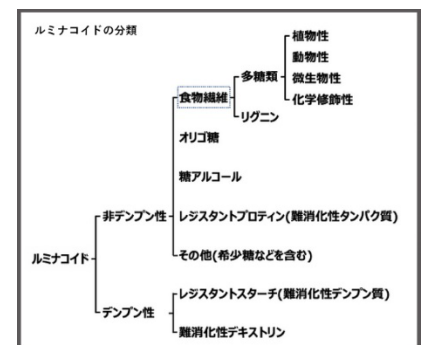 ルミナコイドの分類
植物性
動物性
多糖類
微生物性
食物繊維
化学修飾性
リグニン
オリゴ糖
糖アルコール
非デンプン性
レジスタントプロティン(難消化性タンパク質)
ルミナコイド
その他(希少糖などを含む)
レジスタントスターチ(難消化性デンプン質)
デンプン性
難消化性デキストリン